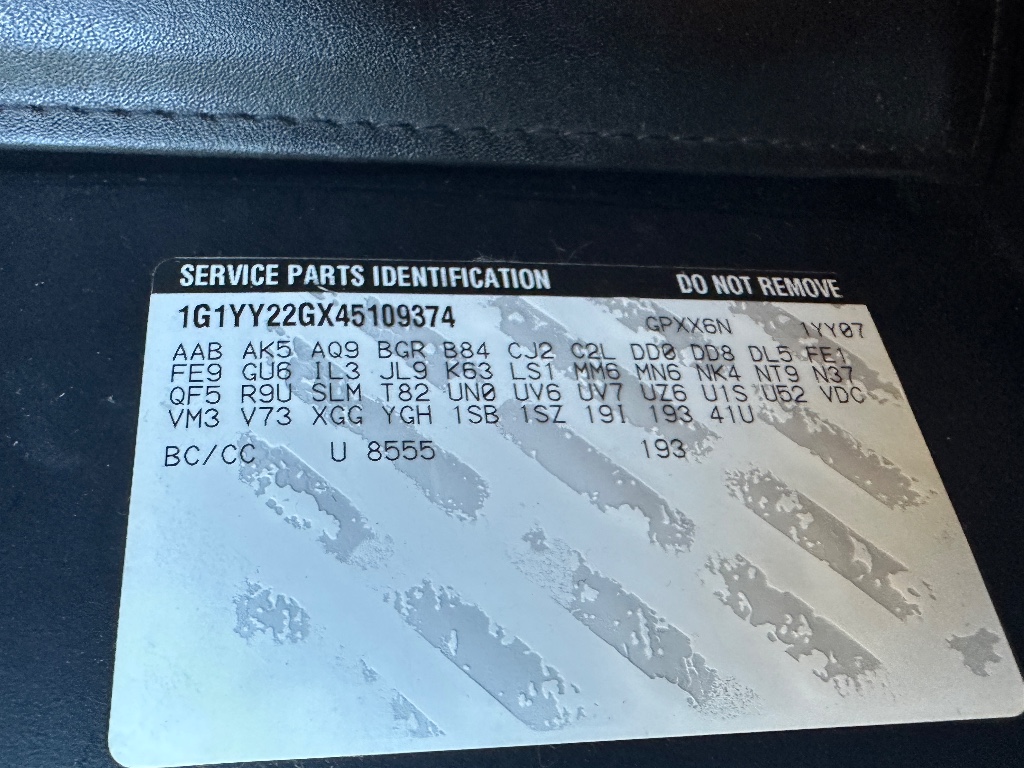 SERVICE PARTS IDENTIFICATION DO NOT REMOVE
1G1YY22GX45109374 GPXX6N 1YY07
AAB AK5 AQ9 BGR B84 CJ2 C2L DD0 DD8 DL5 FE1
FE9 GU6 IL3 JL9 K63 LS1 MM6 MN6 NK4 NT9 N37
QF5 R9U SLM T82 UN0 UV6 UV7 UZ6 U1S U52 VDC
VM3 V73 XGG YGH 1SB 1SZ 19I 193 41U
BC/CC U 8555 193